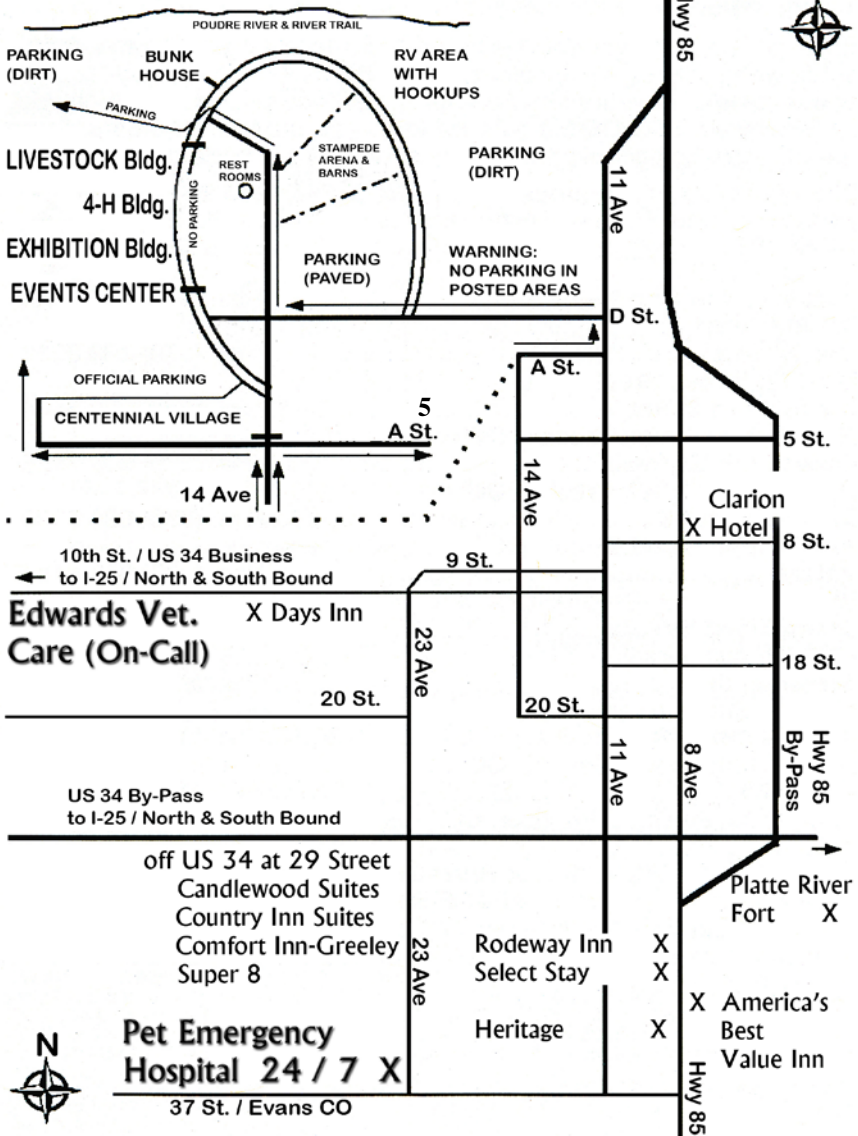 POUDRE RIVER & RIVER TRAIL
Hwy 85
PARKING
(DIRT)
BUNK
HOUSE
RV AREA
WITH
HOOKUPS
PARKING
LIVESTOCK Bldg.
4-H Bldg.
EXHIBITION Bldg.
EVENTS CENTER
NO PARKING
REST
ROOMS
STAMPEDE
ARENA &
BARNS
PARKING
(DIRT)
11 Ave
PARKING
(PAVED)
WARNING:
NO PARKING IN
POSTED AREAS
D St.
A St.
OFFICIAL PARKING
CENTENNIAL VILLAGE
5
A St.
5 St.
14 Ave
14 Ave
Clarion
X Hotel
8 St.
10th St. / US 34 Business
to I-25 / North & South Bound
9 St.
Edwards Vet.
Care (On-Call)
X Days Inn
23 Ave
18 St.
20 St.
20 St.
11 Ave
8 Ave
Hwy 85
By-Pass
US 34 By-Pass
to I-25 / North & South Bound
off US 34 at 29 Street
Candlewood Suites
Country Inn Suites
Comfort Inn-Greeley
Super 8
23 Ave
Platte River
Fort X
Rodeway Inn X
Select Stay X
Heritage X
X America's
Best
Value Inn
N
Pet Emergency
Hospital 24 / 7 X
37 St. / Evans CO
Hwy 85